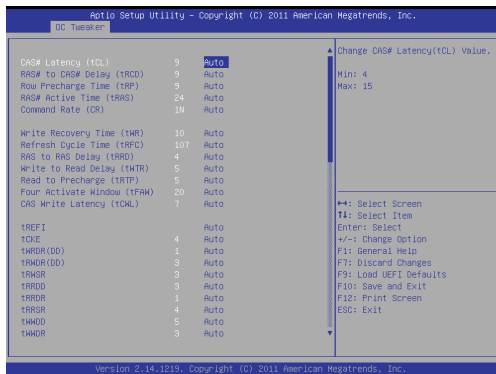 Aptio Setup Utility - Copyright (C) 2011 American Megatrends, Inc.
OC Tweaker
CAS# Latency (tCL) 9 Auto
RAS# to CAS# Delay (tRCD) 9 Auto
Row Precharge Time (tRP) 9 Auto
RAS# Active Time (tRAS) 24 Auto
Command Rate (CR) 1N Auto
Write Recovery Time (tWR) 10 Auto
Refresh Cycle Time (tRFC) 107 Auto
RAS to RAS Delay (tRRD) 4 Auto
Write to Read Delay (tWTR) 5 Auto
Read to Precharge (tRTP) 5 Auto
Four Activate Window (tFAW) 20 Auto
CAS Write Latency (tCWL) 7 Auto
tREFI Auto
tCKE 4 Auto
tWRDR(DD) 1 Auto
tRWDR(DD) 3 Auto
tRWSR 3 Auto
tRRDD 3 Auto
tRRDR 1 Auto
tRRSR 4 Auto
tWWDD 5 Auto
tWWDR 3 Auto
Change CAS# Latency(tCL) Value.
Min: 4
Max: 15
↔: Select Screen
↑↓: Select Item
Enter: Select
+/-: Change Option
F1: General Help
F7: Discard Changes
F9: Load UEFI Defaults
F10: Save and Exit
F12: Print Screen
ESC: Exit
Version 2.14.1219. Copyright (C) 2011 American Megatrends, Inc.